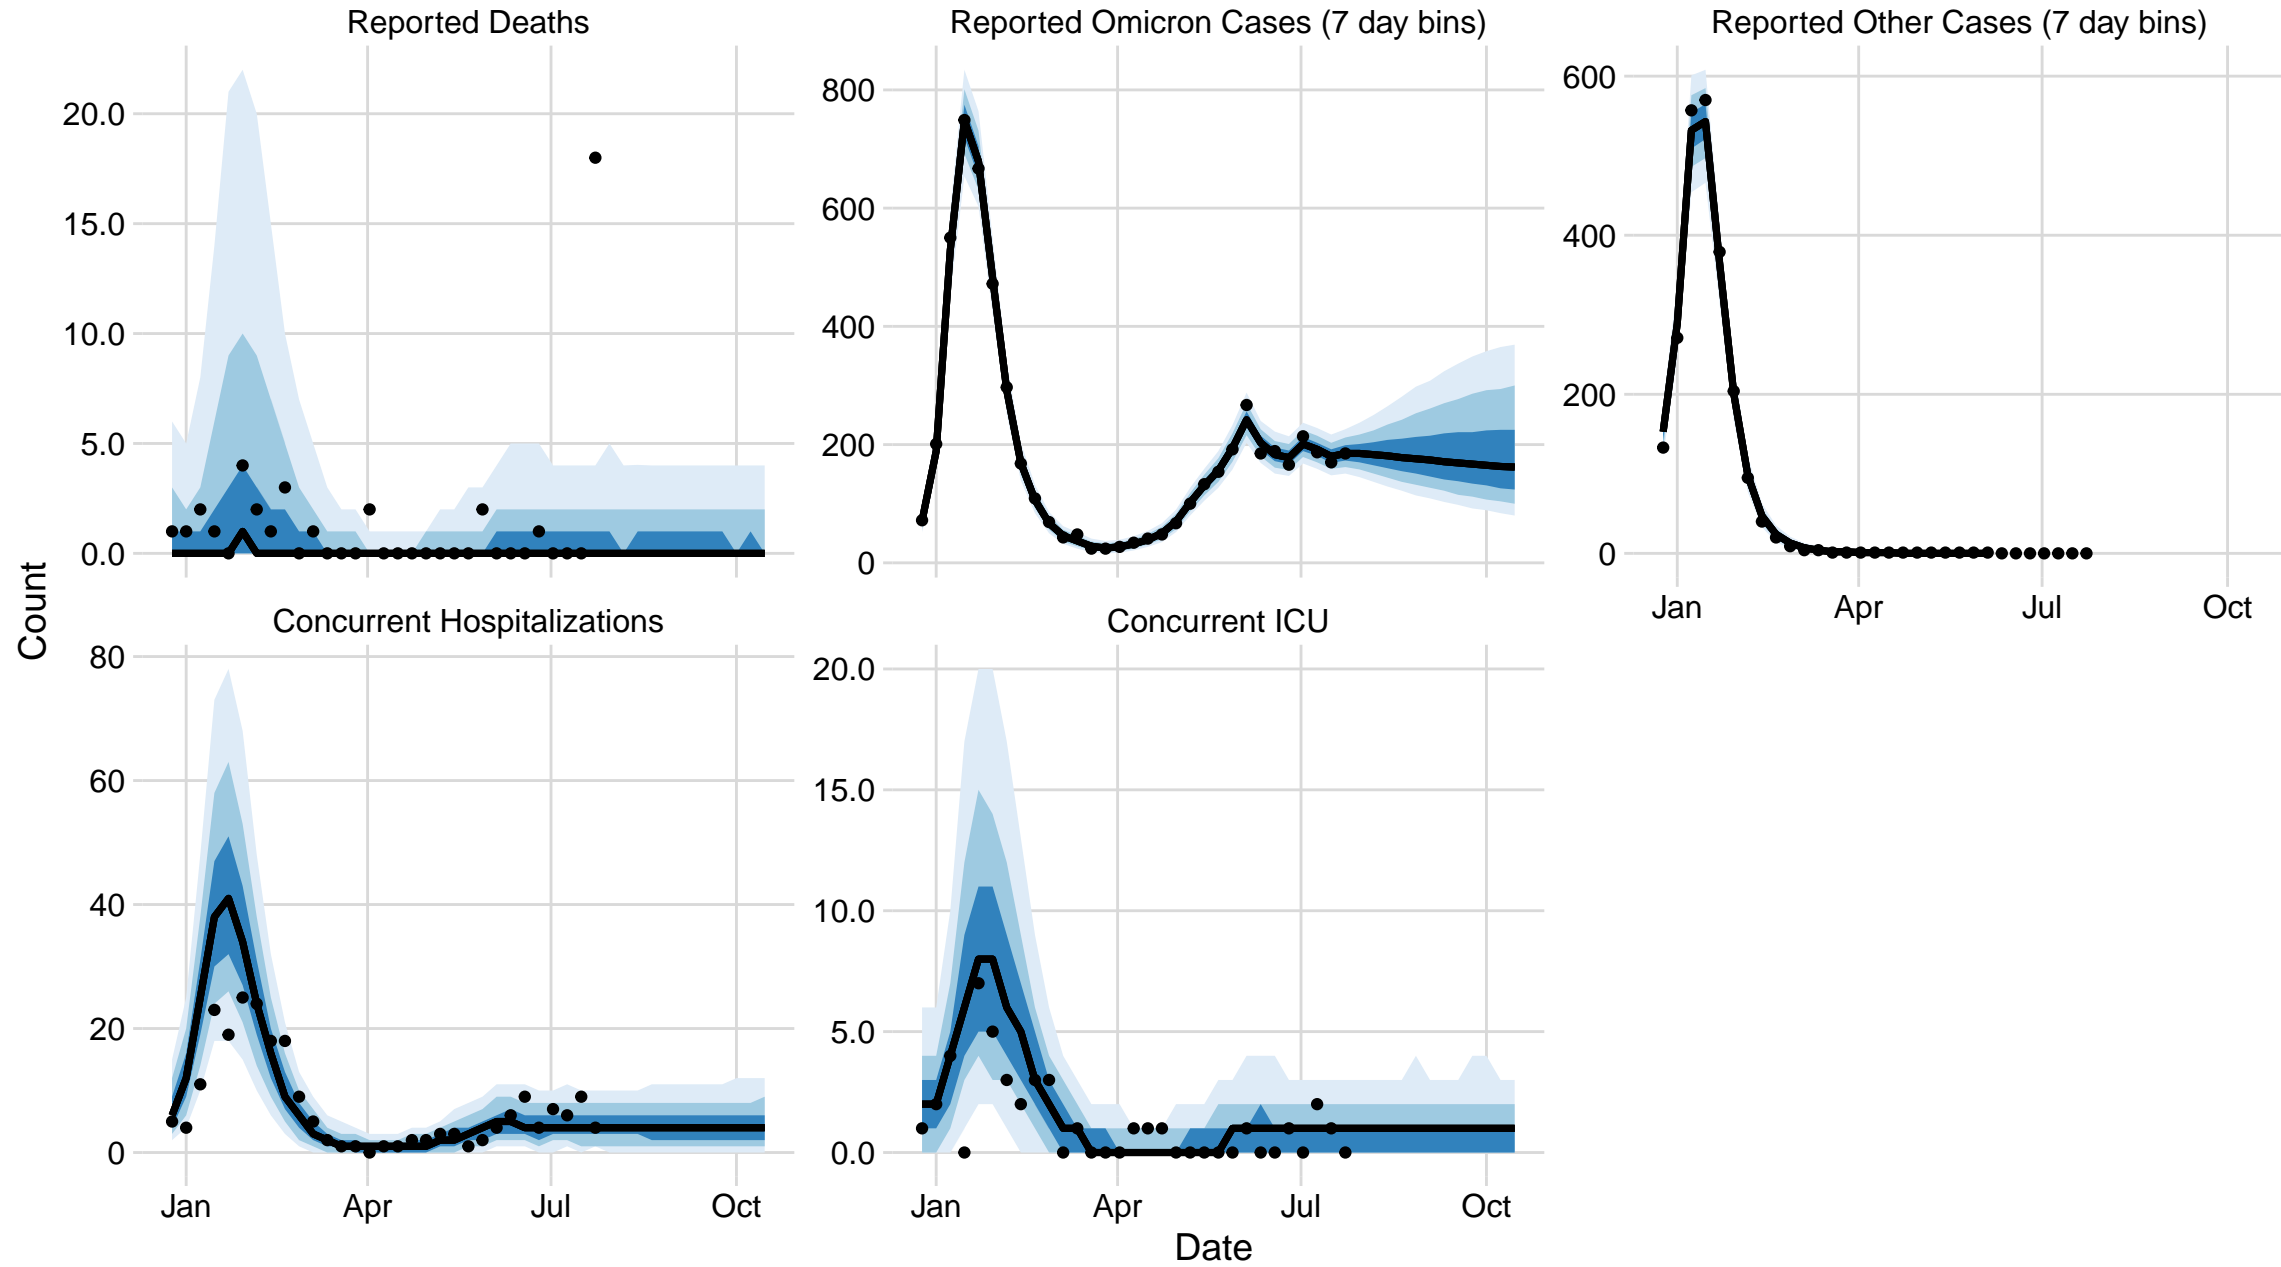 Reported Deaths
Reported Omicron Cases (7 day bins)
Reported Other Cases (7 day bins)
20.0
15.0
10.0
5.0
0.0
800
600
400
200
0
600
400
200
0
Jan Apr Jul Oct
Count
Concurrent Hospitalizations
Concurrent ICU
80
60
40
20
0
20.0
15.0
10.0
5.0
0.0
Jan Apr Jul Oct
Jan Apr Jul Oct
Date